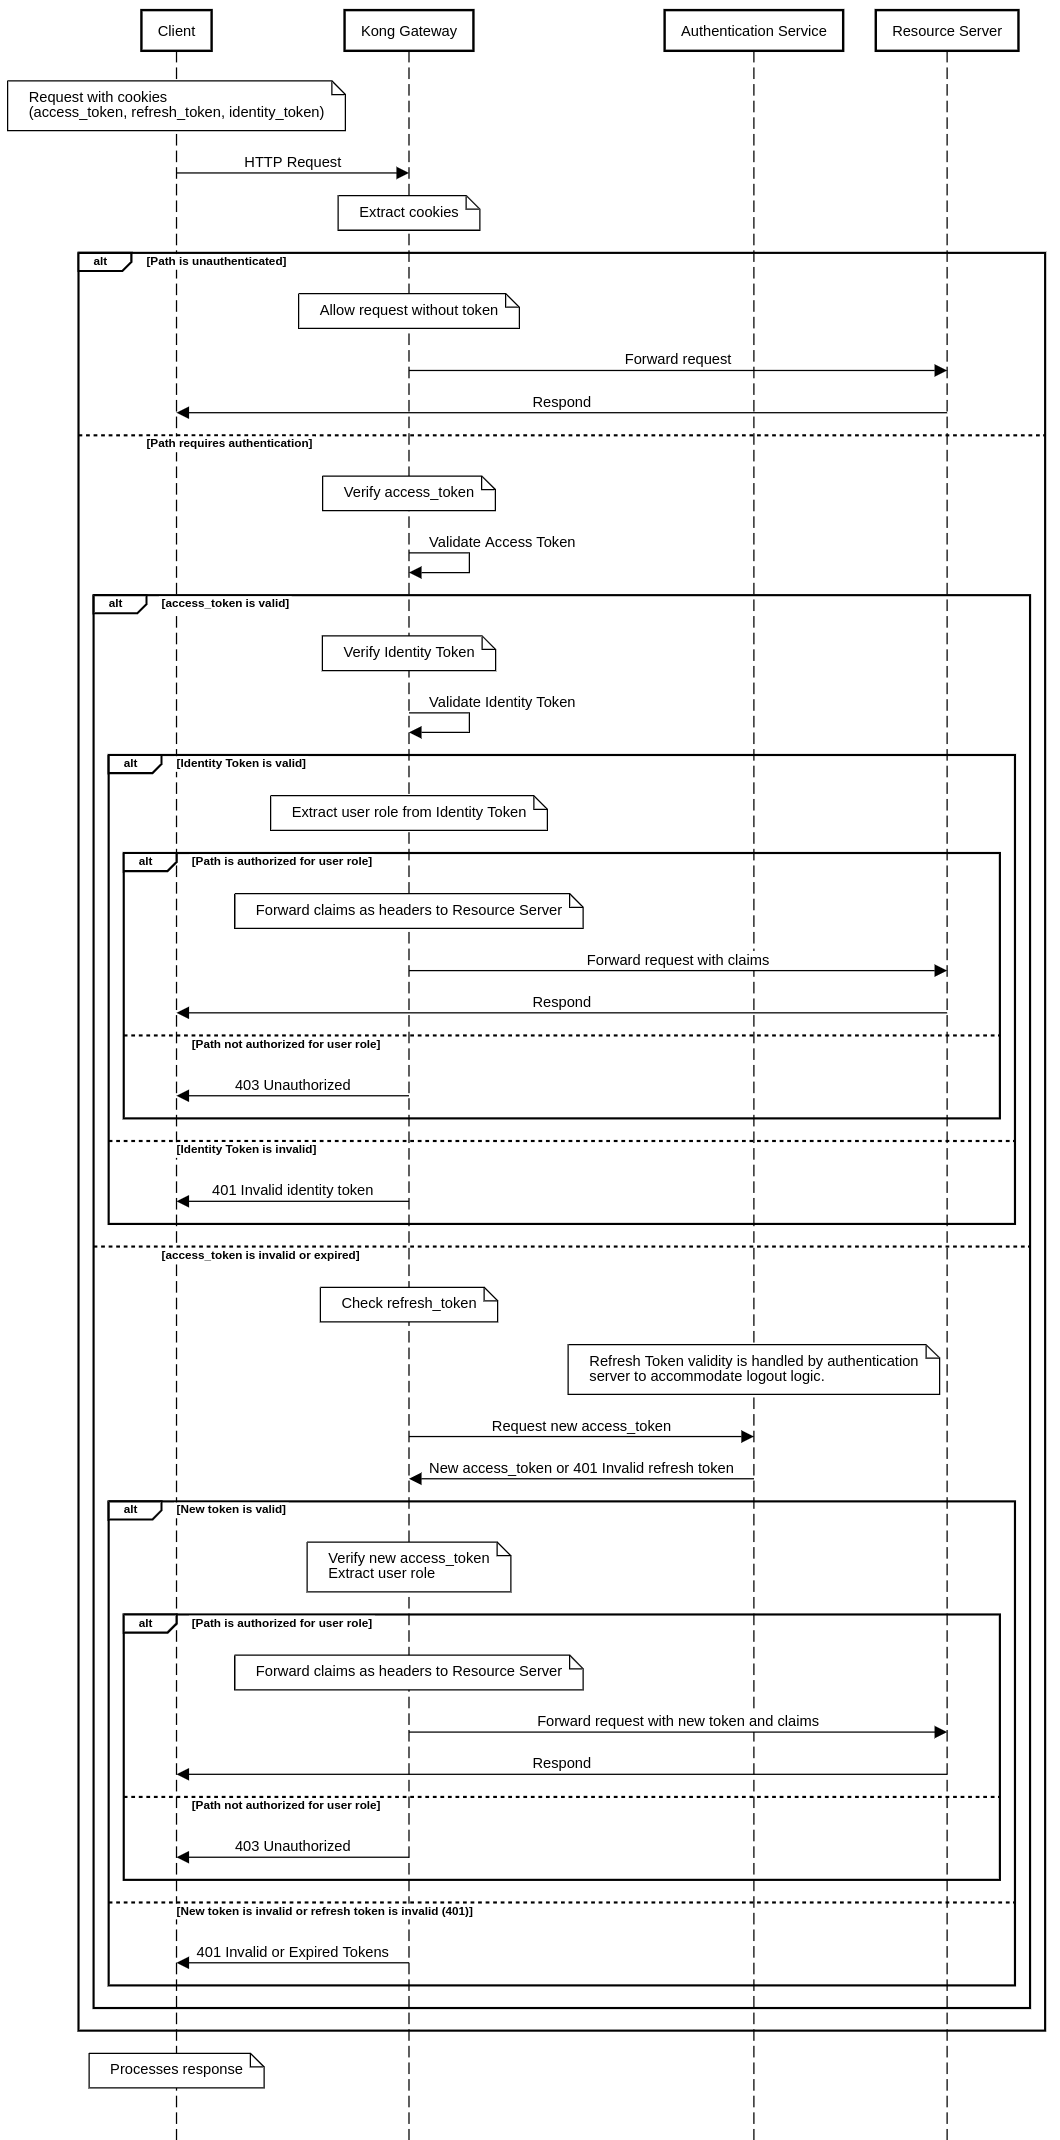 Client
Kong Gateway
Authentication Service
Resource Server
Request with cookies
(access_token, refresh_token, identity_token)
HTTP Request
Extract cookies
alt
[Path is unauthenticated]
Allow request without token
Forward request
Respond
[Path requires authentication]
Verify access_token
Validate Access Token
alt
[access_token is valid]
Verify Identity Token
Validate Identity Token
alt
[Identity Token is valid]
Extract user role from Identity Token
alt
[Path is authorized for user role]
Forward claims as headers to Resource Server
Forward request with claims
Respond
[Path not authorized for user role]
403 Unauthorized
[Identity Token is invalid]
401 Invalid identity token
[access_token is invalid or expired]
Check refresh_token
Refresh Token validity is handled by authentication
server to accommodate logout logic.
Request new access_token
New access_token or 401 Invalid refresh token
alt
[New token is valid]
Verify new access_token
Extract user role
alt
[Path is authorized for user role]
Forward claims as headers to Resource Server
Forward request with new token and claims
Respond
[Path not authorized for user role]
403 Unauthorized
[New token is invalid or refresh token is invalid (401)]
401 Invalid or Expired Tokens
Processes response